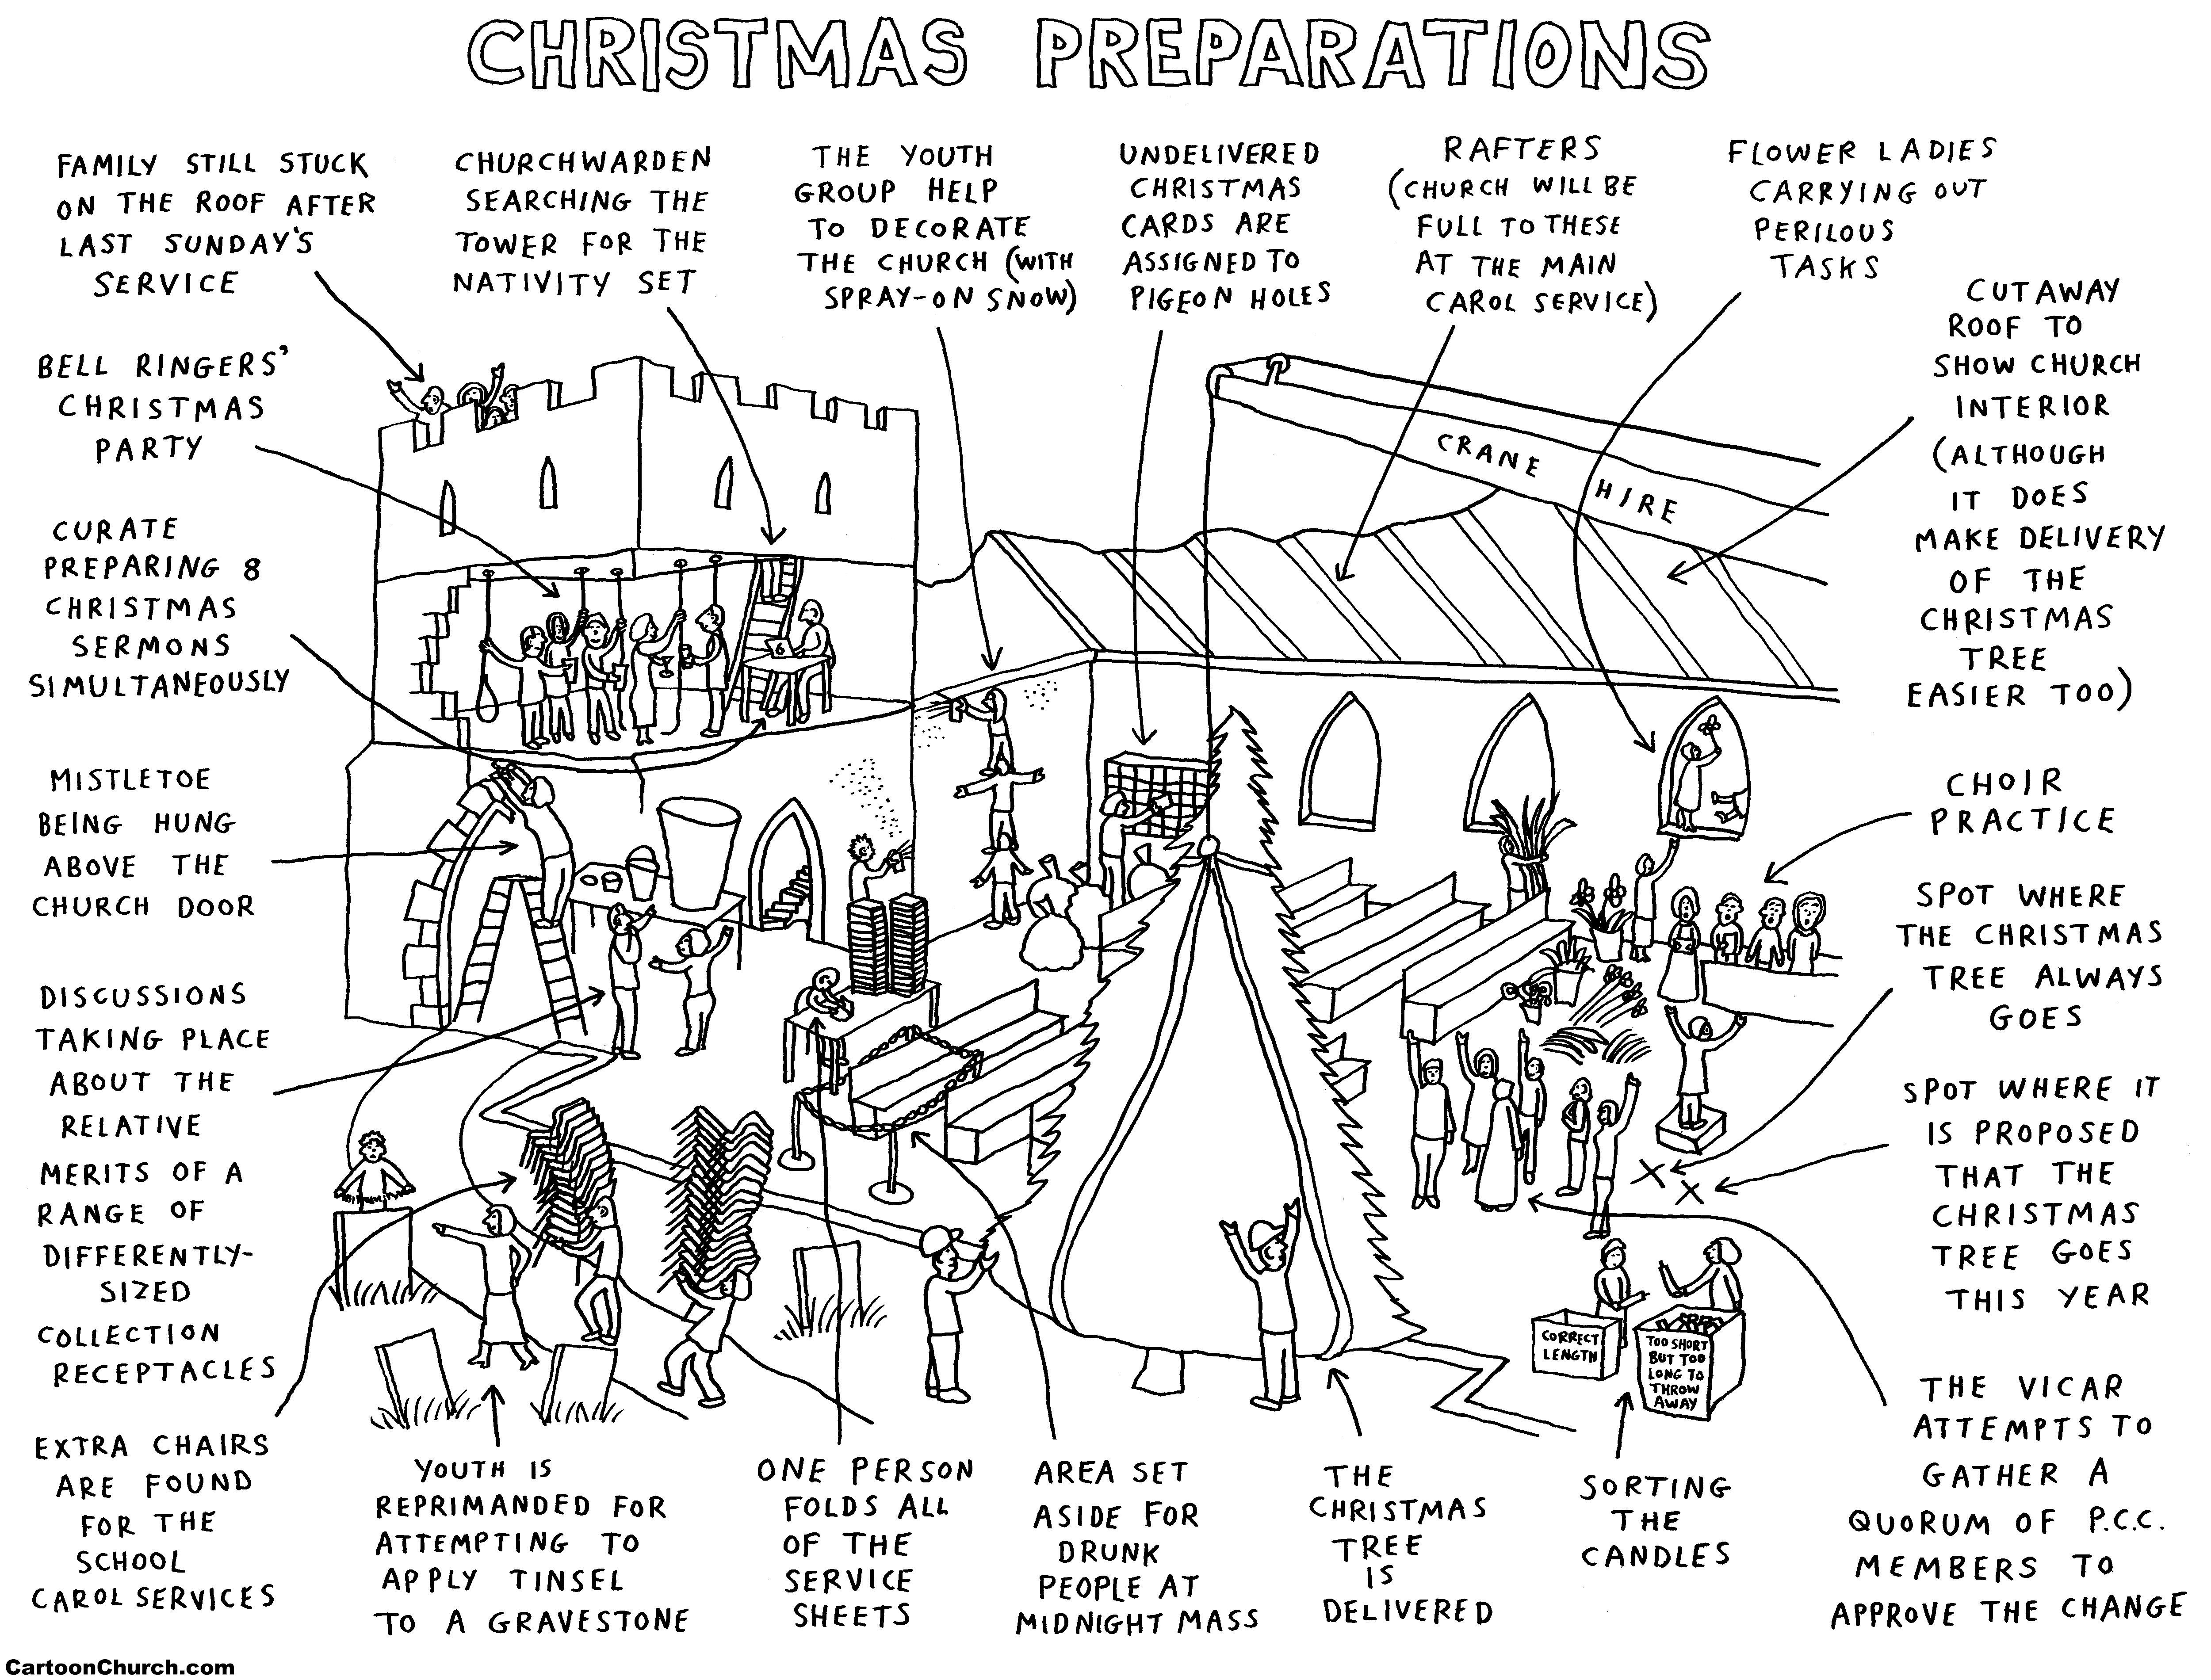 CHRISTMAS PREPARATIONS
FAMILY STILL STUCK
ON THE ROOF AFTER
LAST SUNDAY'S
SERVICE
CHURCHWARDEN
SEARCHING THE
TOWER FOR THE
NATIVITY SET
THE YOUTH
GROUP HELP
TO DECORATE
THE CHURCH (WITH
SPRAY-ON SNOW)
UNDELIVERED
CHRISTMAS
CARDS ARE
ASSIGNED TO
PIGEON HOLES
RAFTERS
(CHURCH WILL BE
FULL TO THESE
AT THE MAIN
CAROL SERVICE)
FLOWER LADIES
CARRYING OUT
PERILOUS
TASKS
CUTAWAY
ROOF TO
SHOW CHURCH
INTERIOR
(ALTHOUGH
IT DOES
MAKE DELIVERY
OF THE
CHRISTMAS
TREE
EASIER TOO)
BELL RINGERS'
CHRISTMAS
PARTY
CURATE
PREPARING 8
CHRISTMAS
SERMONS
SIMULTANEOUSLY
MISTLETOE
BEING HUNG
ABOVE THE
CHURCH DOOR
DISCUSSIONS
TAKING PLACE
ABOUT THE
RELATIVE
MERITS OF A
RANGE OF
DIFFERENTLY-
SIZED
COLLECTION
RECEPTACLES
EXTRA CHAIRS
ARE FOUND
FOR THE
SCHOOL
CAROL SERVICES
CRANE HIRE
6
CHOIR
PRACTICE
SPOT WHERE
THE CHRISTMAS
TREE ALWAYS
GOES
SPOT WHERE IT
IS PROPOSED
THAT THE
CHRISTMAS
TREE GOES
THIS YEAR
THE VICAR
ATTEMPTS TO
GATHER A
QUORUM OF P.C.C.
MEMBERS TO
APPROVE THE CHANGE
CORRECT
LENGTH
TOO SHORT
BUT TOO
LONG TO
THROW
AWAY
YOUTH IS
REPRIMANDED FOR
ATTEMPTING TO
APPLY TINSEL
TO A GRAVESTONE
ONE PERSON
FOLDS ALL
OF THE
SERVICE
SHEETS
AREA SET
ASIDE FOR
DRUNK
PEOPLE AT
MIDNIGHT MASS
THE
CHRISTMAS
TREE
IS
DELIVERED
SORTING
THE
CANDLES
CartoonChurch.com